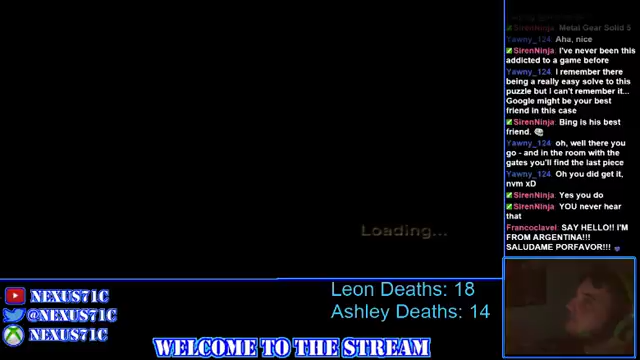 SirenNinja: Metal Gear Solid 5
Yawny_124: Aha, nice
SirenNinja: I've never been this
addicted to a game before
Yawny_124: I remember there
being a really easy solve to this
puzzle but I can't remember it...
Google might be your best
friend in this case
SirenNinja: Bing is his best
friend.
Yawny_124: oh, well there you
go - and in the room with the
gates you'll find the last piece
Yawny_124: Oh you did get it,
nvm xD
SirenNinja: Yes you do
SirenNinja: YOU never hear
that
Francoclavel: SAY HELLO!! I'M
FROM ARGENTINA!!!
SALUDAME PORFAVOR!!!
Loading...
Leon Deaths: 18
Ashley Deaths: 14
NEXUS71C
@NEXUS71C
NEXUS71C
WELCOME TO THE STREAM